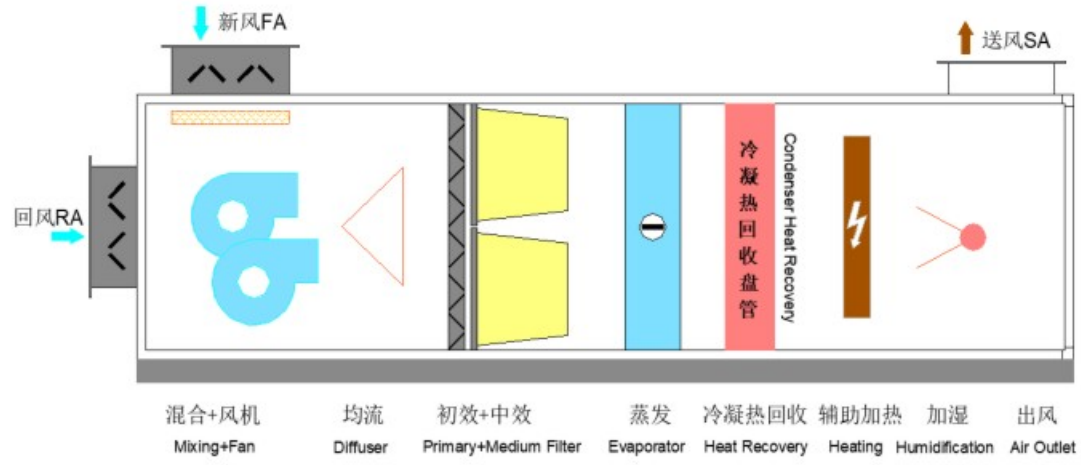 新风FA
送风SA
回风RA
冷凝热回收盘管
Condenser Heat Recovery
混合+风机
均流
初效+中效
蒸发
冷凝热回收
辅助加热
加湿
出风
Mixing+Fan
Diffuser
Primary+Medium Filter
Evaporator
Heat Recovery
Heating
Humidification
Air Outlet